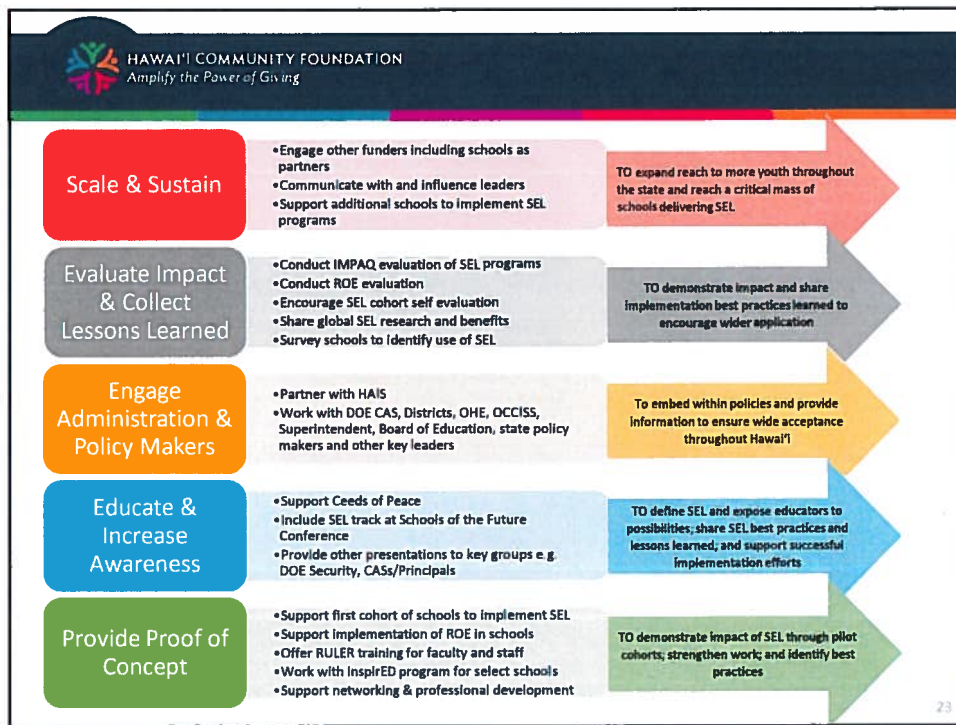 HAWAIʻI COMMUNITY FOUNDATION
Amplify the Power of Giving
Scale & Sustain
•Engage other funders including schools as
partners
•Communicate with and influence leaders
•Support additional schools to implement SEL
programs
TO expand reach to more youth throughout
the state and reach a critical mass of
schools delivering SEL
Evaluate Impact
& Collect
Lessons Learned
•Conduct IMPAQ evaluation of SEL programs
•Conduct ROE evaluation
•Encourage SEL cohort self evaluation
•Share global SEL research and benefits
•Survey schools to identify use of SEL
TO demonstrate impact and share
implementation best practices learned to
encourage wider application
Engage
Administration &
Policy Makers
•Partner with HAIS
•Work with DOE CAS, Districts, OHE, OCCISS,
Superintendent, Board of Education, state policy
makers and other key leaders
To embed within policies and provide
information to ensure wide acceptance
throughout Hawai'i
Educate &
Increase
Awareness
•Support Ceeds of Peace
•Include SEL track at Schools of the Future
Conference
•Provide other presentations to key groups e.g.
DOE Security, CASs/Principals
TO define SEL and expose educators to
possibilities; share SEL best practices and
lessons learned; and support successful
implementation efforts
Provide Proof of
Concept
•Support first cohort of schools to implement SEL
•Support implementation of ROE in schools
•Offer RULER training for faculty and staff
•Work with InspirED program for select schools
•Support networking & professional development
TO demonstrate impact of SEL through pilot
cohorts; strengthen work; and identify best
practices
23